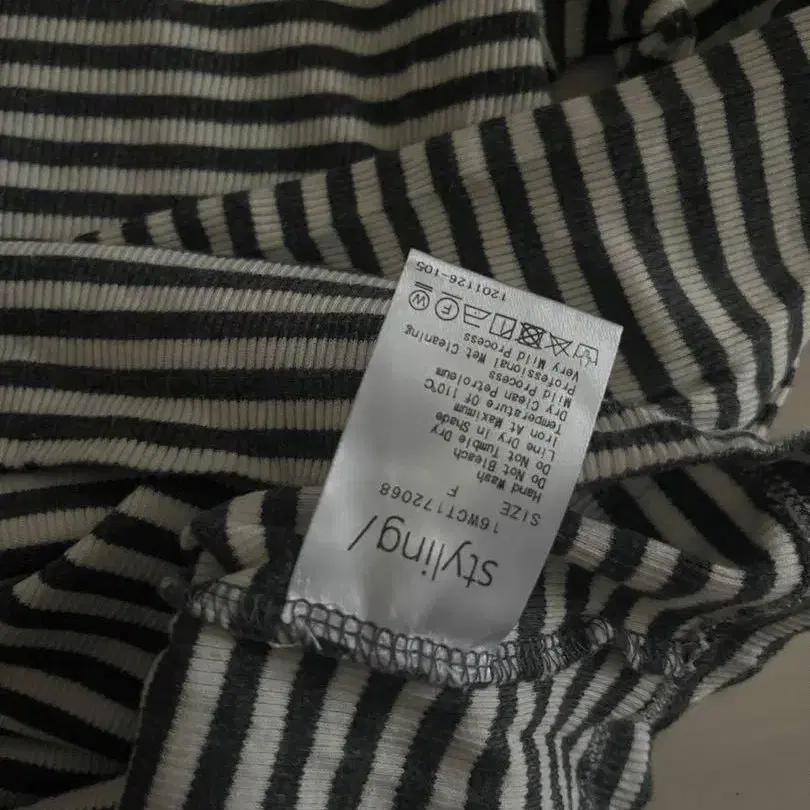 styling/
16WCT172068
SIZE F
Hand Wash
Do Not Bleach
Do Not Tumble Dry
Line Dry in Shade
Iron At Maximum
Temperature Of 110℃
Dry Clean Petroleum
Mild Process
Professional Wet Cleaning
Very Mild Process
F W
1201126-105